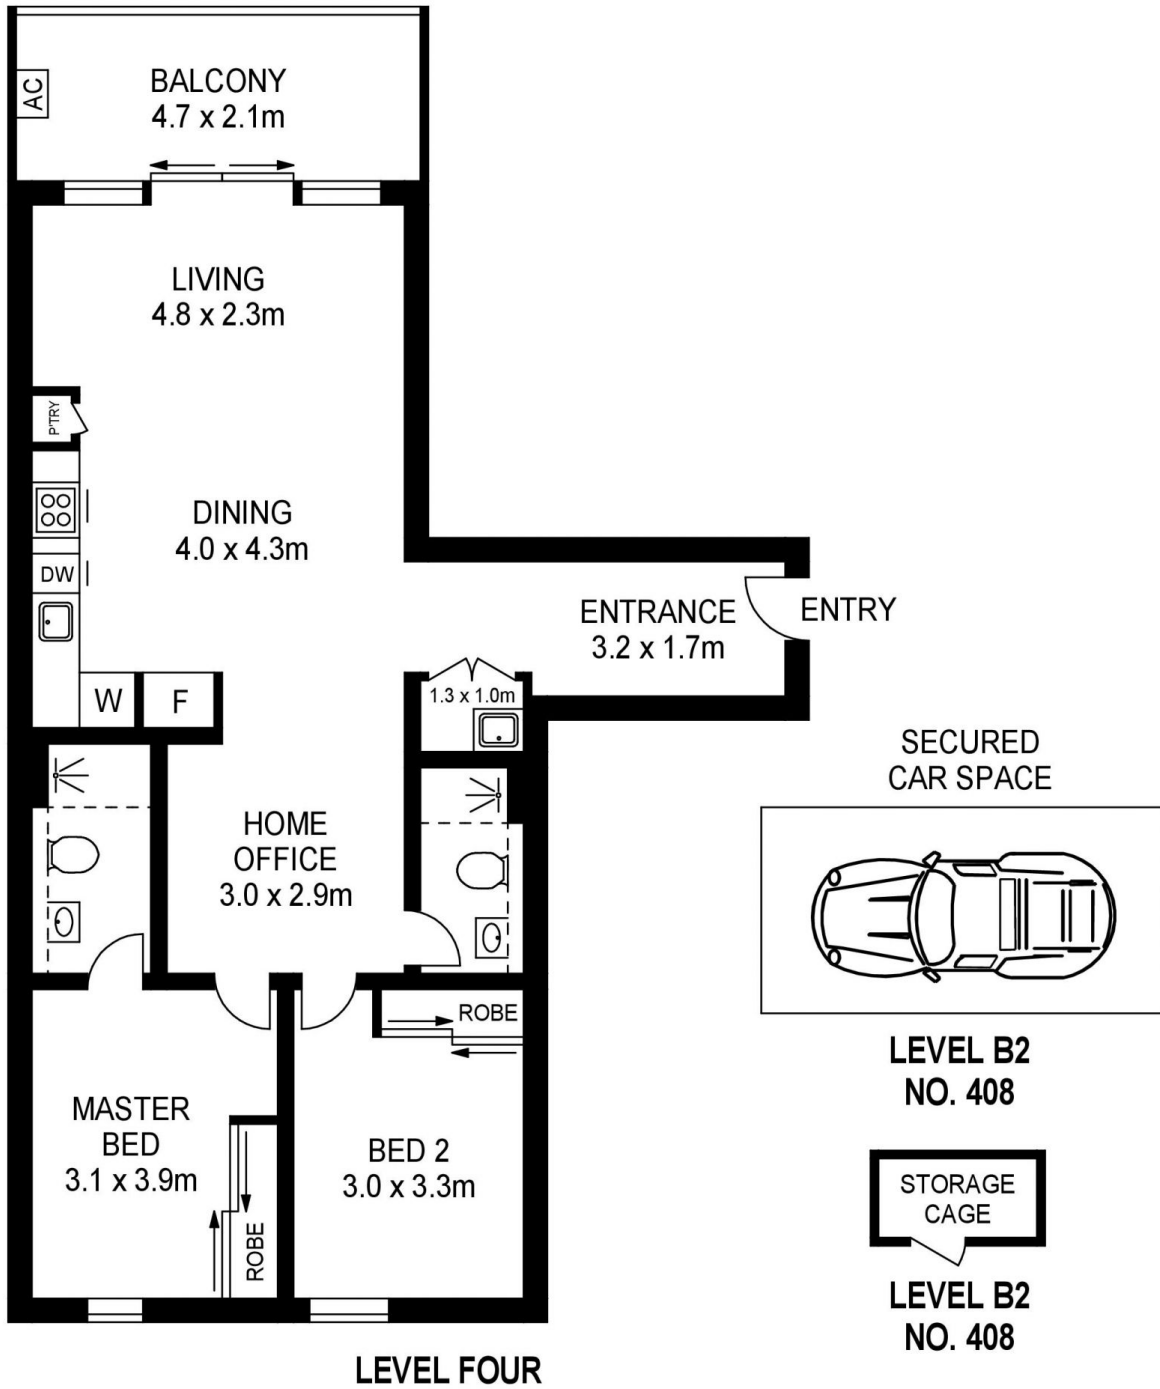 BALCONY
4.7 x 2.1m
AC
LIVING
4.8 x 2.3m
P'TRY
DINING
4.0 x 4.3m
DW
ENTRANCE
3.2 x 1.7m
ENTRY
W
F
1.3 x 1.0m
HOME
OFFICE
3.0 x 2.9m
SECURED
CAR SPACE
LEVEL B2
NO. 408
ROBE
MASTER
BED
3.1 x 3.9m
ROBE
BED 2
3.0 x 3.3m
STORAGE
CAGE
LEVEL B2
NO. 408
LEVEL FOUR